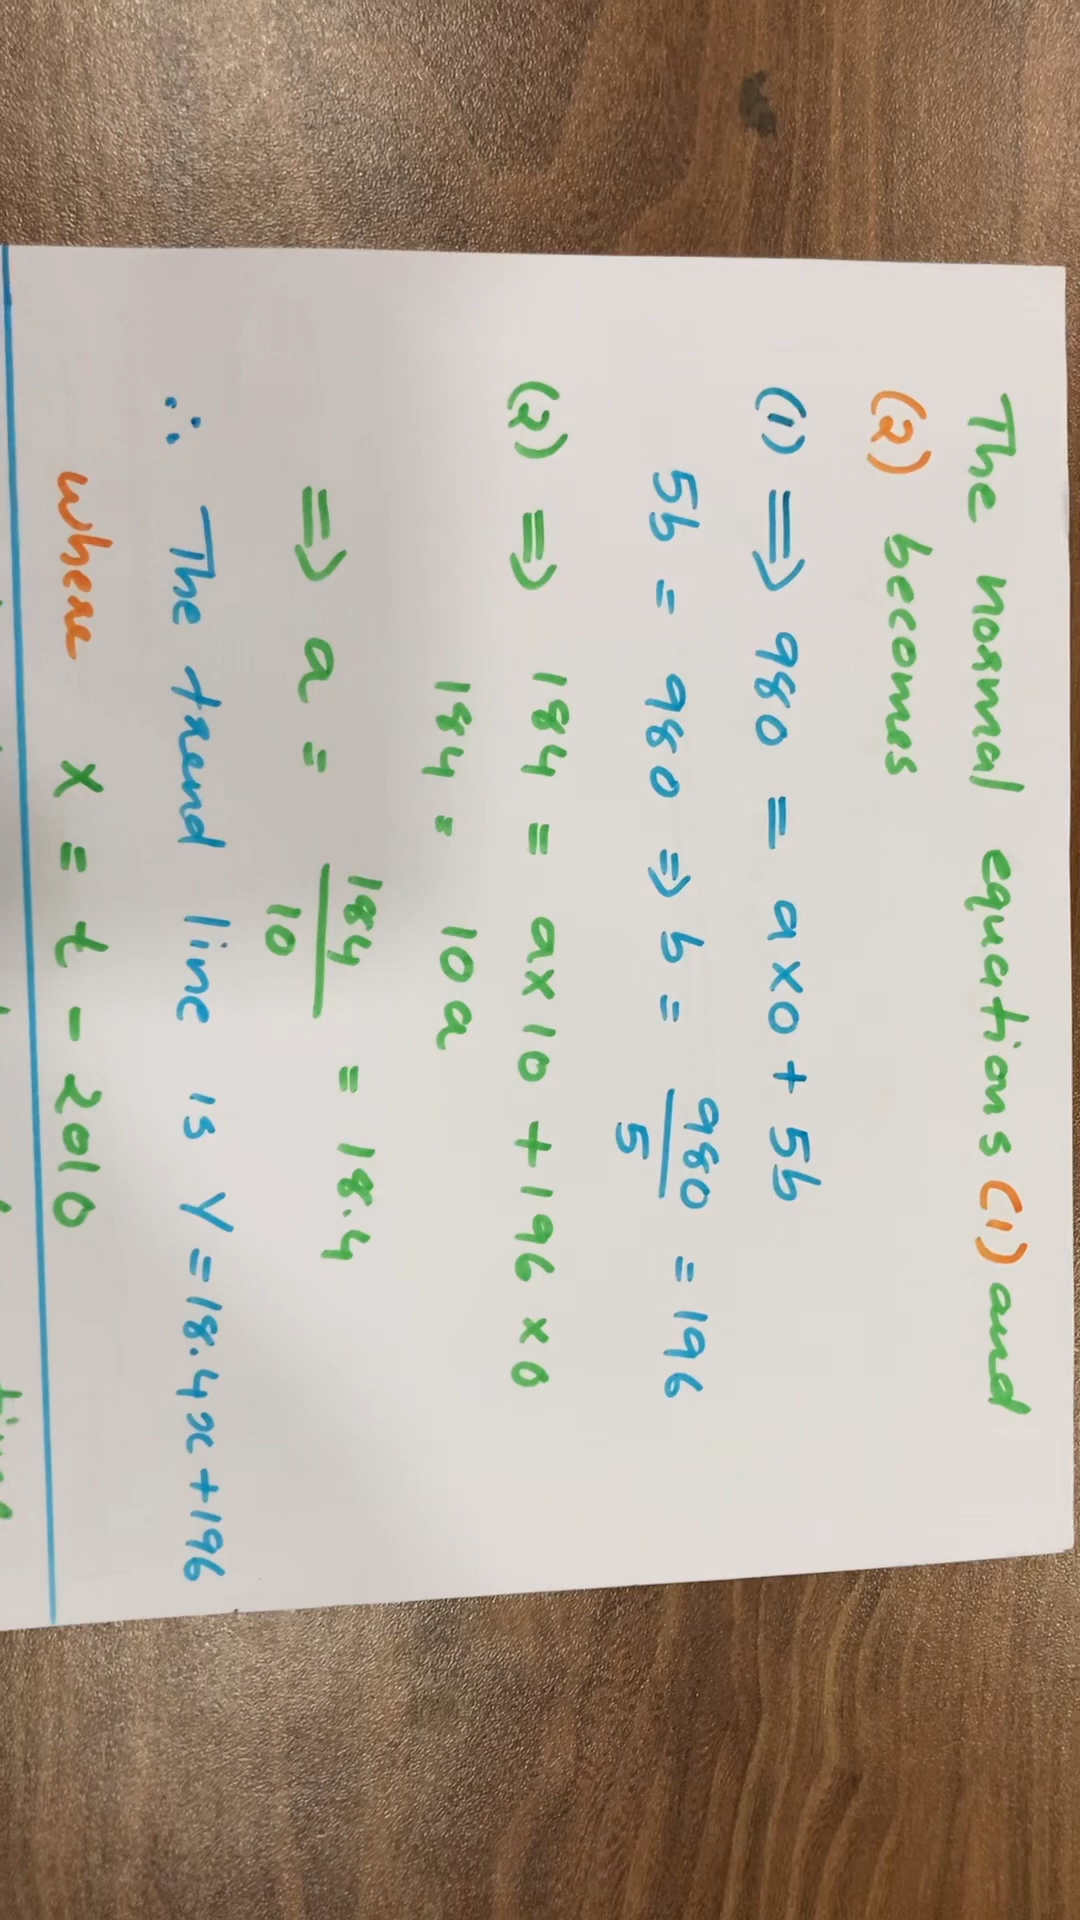 The normal equations (1) and
(2) becomes
(1) ⟹ 980 = a×0 + 5b
5b = 980 ⇒ b = 980/5 = 196
(2) ⟹ 184 = a×10 + 196×0
184 = 10a
⟹ a = 184/10 = 18.4
∴ The trend line is Y = 18.4x + 196
where X = t - 2010